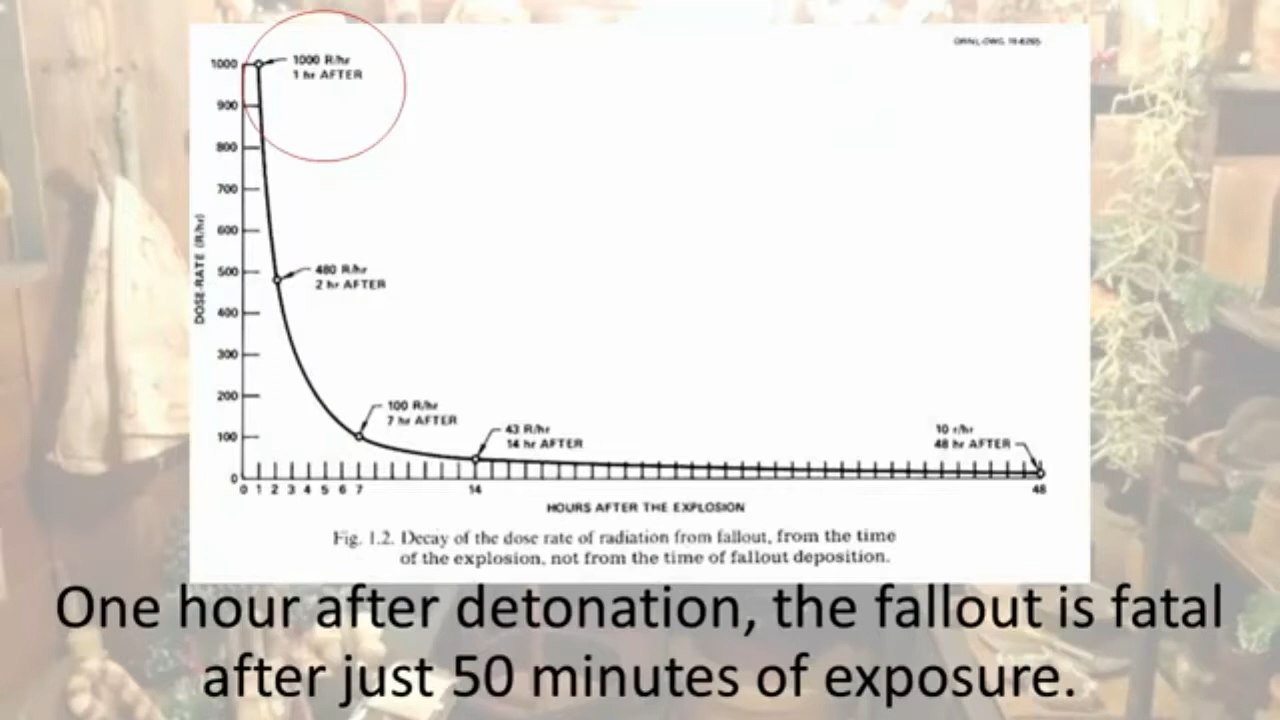 ORNL-DWG 78-6265
1000 R/hr
1 hr AFTER
1000
900
800
700
600
500
400
300
200
100
0
DOSE-RATE (R/hr)
480 R/hr
2 hr AFTER
100 R/hr
7 hr AFTER
43 R/hr
14 hr AFTER
10 r/hr
48 hr AFTER
0 1 2 3 4 5 6 7 14 48
HOURS AFTER THE EXPLOSION
Fig. 1.2. Decay of the dose rate of radiation from fallout, from the time
of the explosion, not from the time of fallout deposition.
One hour after detonation, the fallout is fatal
after just 50 minutes of exposure.